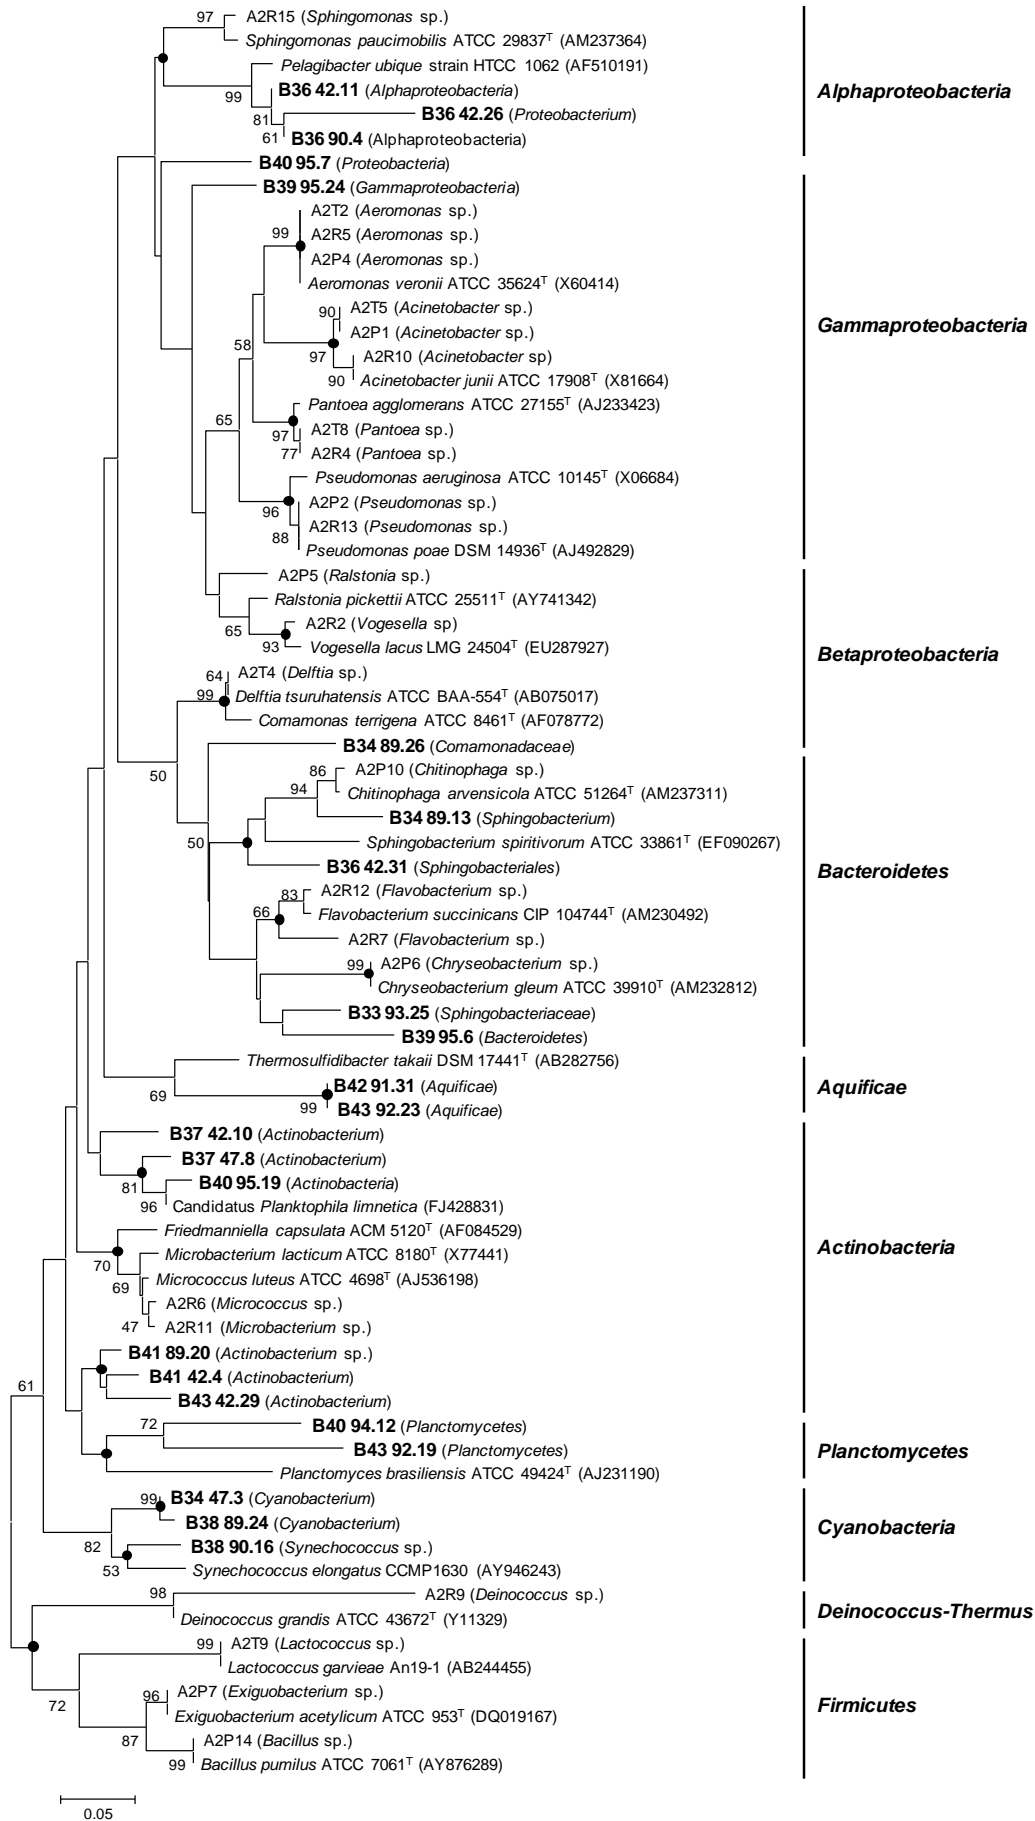 97
A2R15 (Sphingomonas sp.)
Sphingomonas paucimobilis ATCC 29837T (AM237364)
Pelagibacter ubique strain HTCC 1062 (AF510191)
99
B36 42.11 (Alphaproteobacteria)
81
B36 42.26 (Proteobacterium)
61
B36 90.4 (Alphaproteobacteria)
Alphaproteobacteria
B40 95.7 (Proteobacteria)
B39 95.24 (Gammaproteobacteria)
A2T2 (Aeromonas sp.)
99
A2R5 (Aeromonas sp.)
A2P4 (Aeromonas sp.)
Aeromonas veronii ATCC 35624T (X60414)
90
A2T5 (Acinetobacter sp.)
A2P1 (Acinetobacter sp.)
58
97
A2R10 (Acinetobacter sp)
90
Acinetobacter junii ATCC 17908T (X81664)
Pantoea agglomerans ATCC 27155T (AJ233423)
65
97
A2T8 (Pantoea sp.)
77
A2R4 (Pantoea sp.)
Pseudomonas aeruginosa ATCC 10145T (X06684)
96
A2P2 (Pseudomonas sp.)
A2R13 (Pseudomonas sp.)
88
Pseudomonas poae DSM 14936T (AJ492829)
Gammaproteobacteria
A2P5 (Ralstonia sp.)
Ralstonia pickettii ATCC 25511T (AY741342)
65
A2R2 (Vogesella sp)
93
Vogesella lacus LMG 24504T (EU287927)
64
A2T4 (Delftia sp.)
99
Delftia tsuruhatensis ATCC BAA-554T (AB075017)
Comamonas terrigena ATCC 8461T (AF078772)
B34 89.26 (Comamonadaceae)
Betaproteobacteria
50
86
A2P10 (Chitinophaga sp.)
94
Chitinophaga arvensicola ATCC 51264T (AM237311)
B34 89.13 (Sphingobacterium)
50
Sphingobacterium spiritivorum ATCC 33861T (EF090267)
B36 42.31 (Sphingobacteriales)
83
A2R12 (Flavobacterium sp.)
66
Flavobacterium succinicans CIP 104744T (AM230492)
A2R7 (Flavobacterium sp.)
99
A2P6 (Chryseobacterium sp.)
Chryseobacterium gleum ATCC 39910T (AM232812)
B33 93.25 (Sphingobacteriaceae)
B39 95.6 (Bacteroidetes)
Bacteroidetes
Thermosulfidibacter takaii DSM 17441T (AB282756)
69
B42 91.31 (Aquificae)
99
B43 92.23 (Aquificae)
Aquificae
B37 42.10 (Actinobacterium)
B37 47.8 (Actinobacterium)
81
B40 95.19 (Actinobacteria)
96
Candidatus Planktophila limnetica (FJ428831)
Friedmanniella capsulata ACM 5120T (AF084529)
70
Microbacterium lacticum ATCC 8180T (X77441)
69
Micrococcus luteus ATCC 4698T (AJ536198)
A2R6 (Micrococcus sp.)
47
A2R11 (Microbacterium sp.)
B41 89.20 (Actinobacterium sp.)
61
B41 42.4 (Actinobacterium)
B43 42.29 (Actinobacterium)
Actinobacteria
72
B40 94.12 (Planctomycetes)
B43 92.19 (Planctomycetes)
Planctomyces brasiliensis ATCC 49424T (AJ231190)
Planctomycetes
99
B34 47.3 (Cyanobacterium)
B38 89.24 (Cyanobacterium)
82
B38 90.16 (Synechococcus sp.)
53
Synechococcus elongatus CCMP1630 (AY946243)
Cyanobacteria
98
A2R9 (Deinococcus sp.)
Deinococcus grandis ATCC 43672T (Y11329)
Deinococcus-Thermus
99
A2T9 (Lactococcus sp.)
Lactococcus garvieae An19-1 (AB244455)
72
96
A2P7 (Exiguobacterium sp.)
Exiguobacterium acetylicum ATCC 953T (DQ019167)
87
A2P14 (Bacillus sp.)
99
Bacillus pumilus ATCC 7061T (AY876289)
Firmicutes
0.05